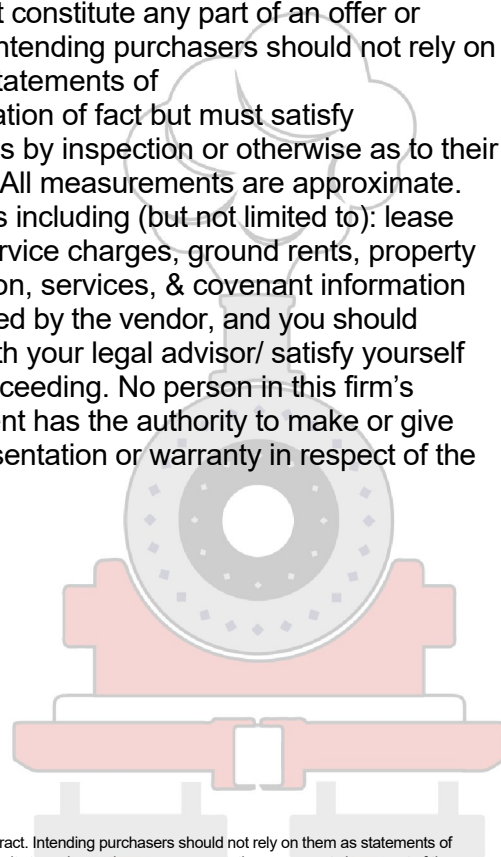 t constitute any part of an offer or
ntending purchasers should not rely on
tatements of
ation of fact but must satisfy
s by inspection or otherwise as to their
All measurements are approximate.
s including (but not limited to): lease
rvice charges, ground rents, property
on, services, & covenant information
ed by the vendor, and you should
th your legal advisor/ satisfy yourself
ceeding. No person in this firm's
ent has the authority to make or give
sentation or warranty in respect of the
ract. Intending purchasers should not rely on them as statements of